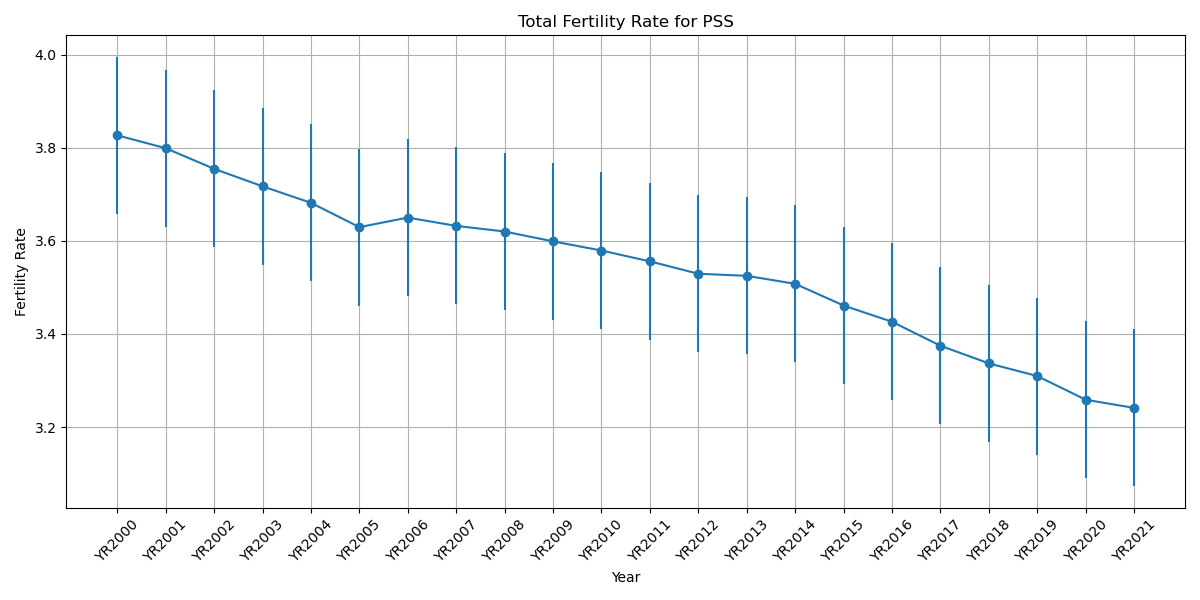 Total Fertility Rate for PSS
Fertility Rate
4.0
3.8
3.6
3.4
3.2
YR2000
YR2001
YR2002
YR2003
YR2004
YR2005
YR2006
YR2007
YR2008
YR2009
YR2010
YR2011
YR2012
YR2013
YR2014
YR2015
YR2016
YR2017
YR2018
YR2019
YR2020
YR2021
Year